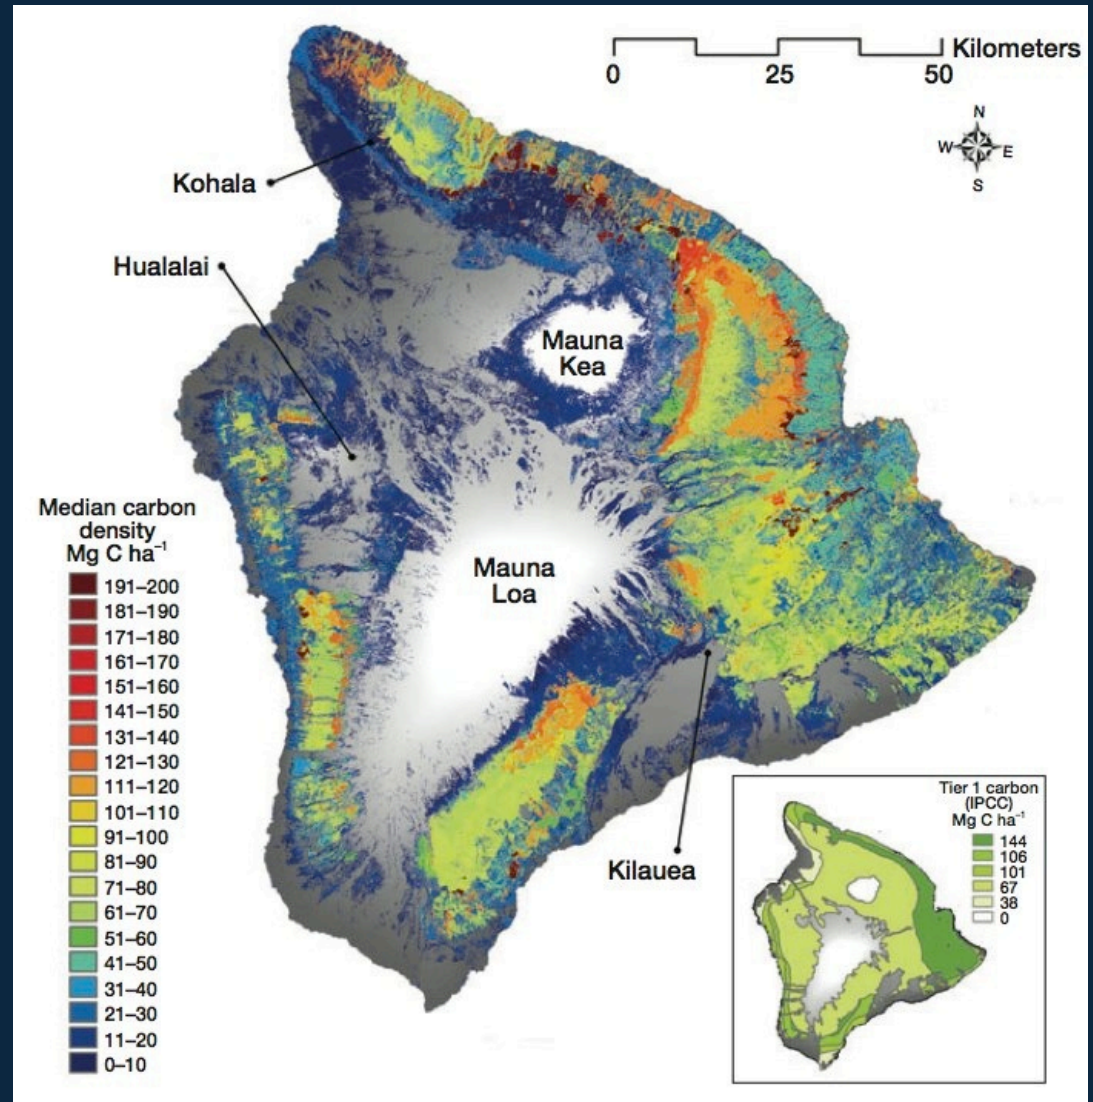 Kilometers
0 25 50
N
W E
S
Kohala
Hualalai
Mauna
Kea
Median carbon
density
Mg C ha⁻¹
191–200
181–190
171–180
161–170
151–160
141–150
131–140
121–130
111–120
101–110
91–100
81–90
71–80
61–70
51–60
41–50
31–40
21–30
11–20
0–10
Mauna
Loa
Kilauea
Tier 1 carbon
(IPCC)
Mg C ha⁻¹
144
106
101
67
38
0